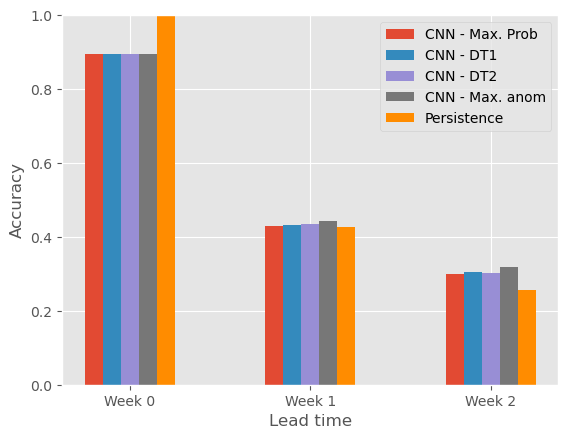 1.0
0.8
0.6
0.4
0.2
0.0
Accuracy
CNN - Max. Prob
CNN - DT1
CNN - DT2
CNN - Max. anom
Persistence
Week 0
Week 1
Week 2
Lead time